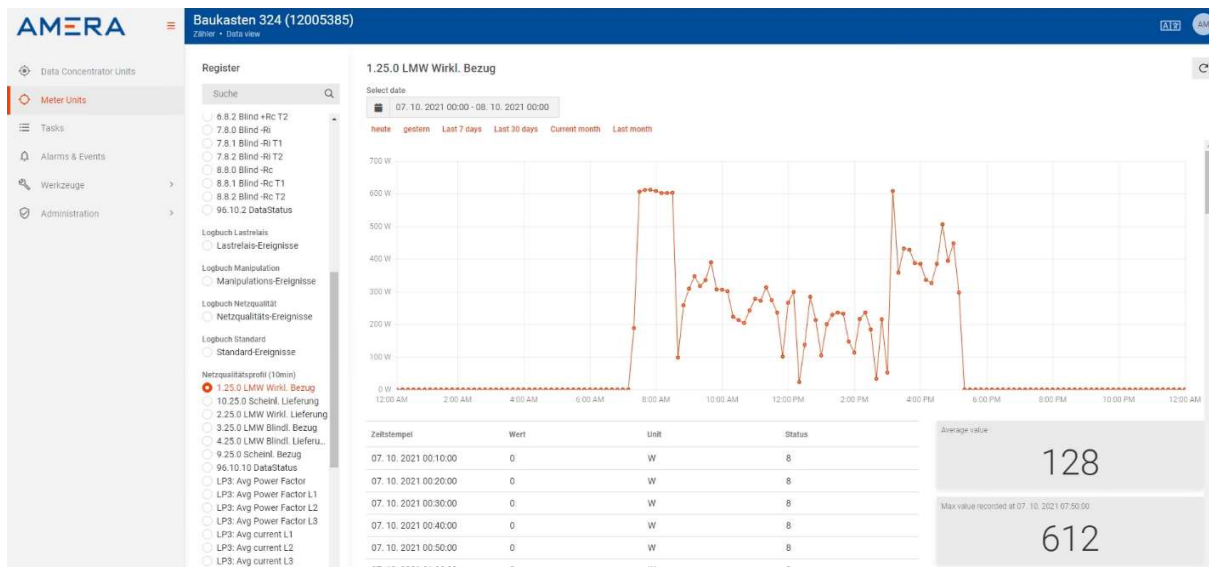 AMERA
Baukasten 324 (12005385)
Zähler • Data view
AM
Data Concentrator Units
Meter Units
Tasks
Alarms & Events
Werkzeuge
Administration
Register
Suche
6.8.2 Blind +Rc T2
7.8.0 Blind -Ri
7.8.1 Blind -Ri T1
7.8.2 Blind -Ri T2
8.8.0 Blind -Rc
8.8.1 Blind -Rc T1
8.8.2 Blind -Rc T2
96.10.2 DataStatus
Logbuch Lastrelais
Lastrelais-Ereignisse
Logbuch Manipulation
Manipulations-Ereignisse
Logbuch Netzqualität
Netzqualitäts-Ereignisse
Logbuch Standard
Standard-Ereignisse
Netzqualitätsprofil (10min)
1.25.0 LMW Wirkl. Bezug
10.25.0 Scheinl. Lieferung
2.25.0 LMW Wirkl. Lieferung
3.25.0 LMW Blindl. Bezug
4.25.0 LMW Blindl. Lieferu...
9.25.0 Scheinl. Bezug
96.10.10 DataStatus
LP3: Avg Power Factor
LP3: Avg Power Factor L1
LP3: Avg Power Factor L2
LP3: Avg Power Factor L3
LP3: Avg current L1
LP3: Avg current L2
LP3: Avg current L3
1.25.0 LMW Wirkl. Bezug
Select date
07. 10. 2021 00:00 - 08. 10. 2021 00:00
heute gestern Last 7 days Last 30 days Current month Last month
700 W
600 W
500 W
400 W
300 W
200 W
100 W
0 W
12:00 AM 2:00 AM 4:00 AM 6:00 AM 8:00 AM 10:00 AM 12:00 PM 2:00 PM 4:00 PM 6:00 PM 8:00 PM 10:00 PM 12:00 AM
Zeitstempel Wert Unit Status
07. 10. 2021 00:10:00 0 W 8
07. 10. 2021 00:20:00 0 W 8
07. 10. 2021 00:30:00 0 W 8
07. 10. 2021 00:40:00 0 W 8
07. 10. 2021 00:50:00 0 W 8
Average value
128
Max value recorded at 07. 10. 2021 07:50:00
612